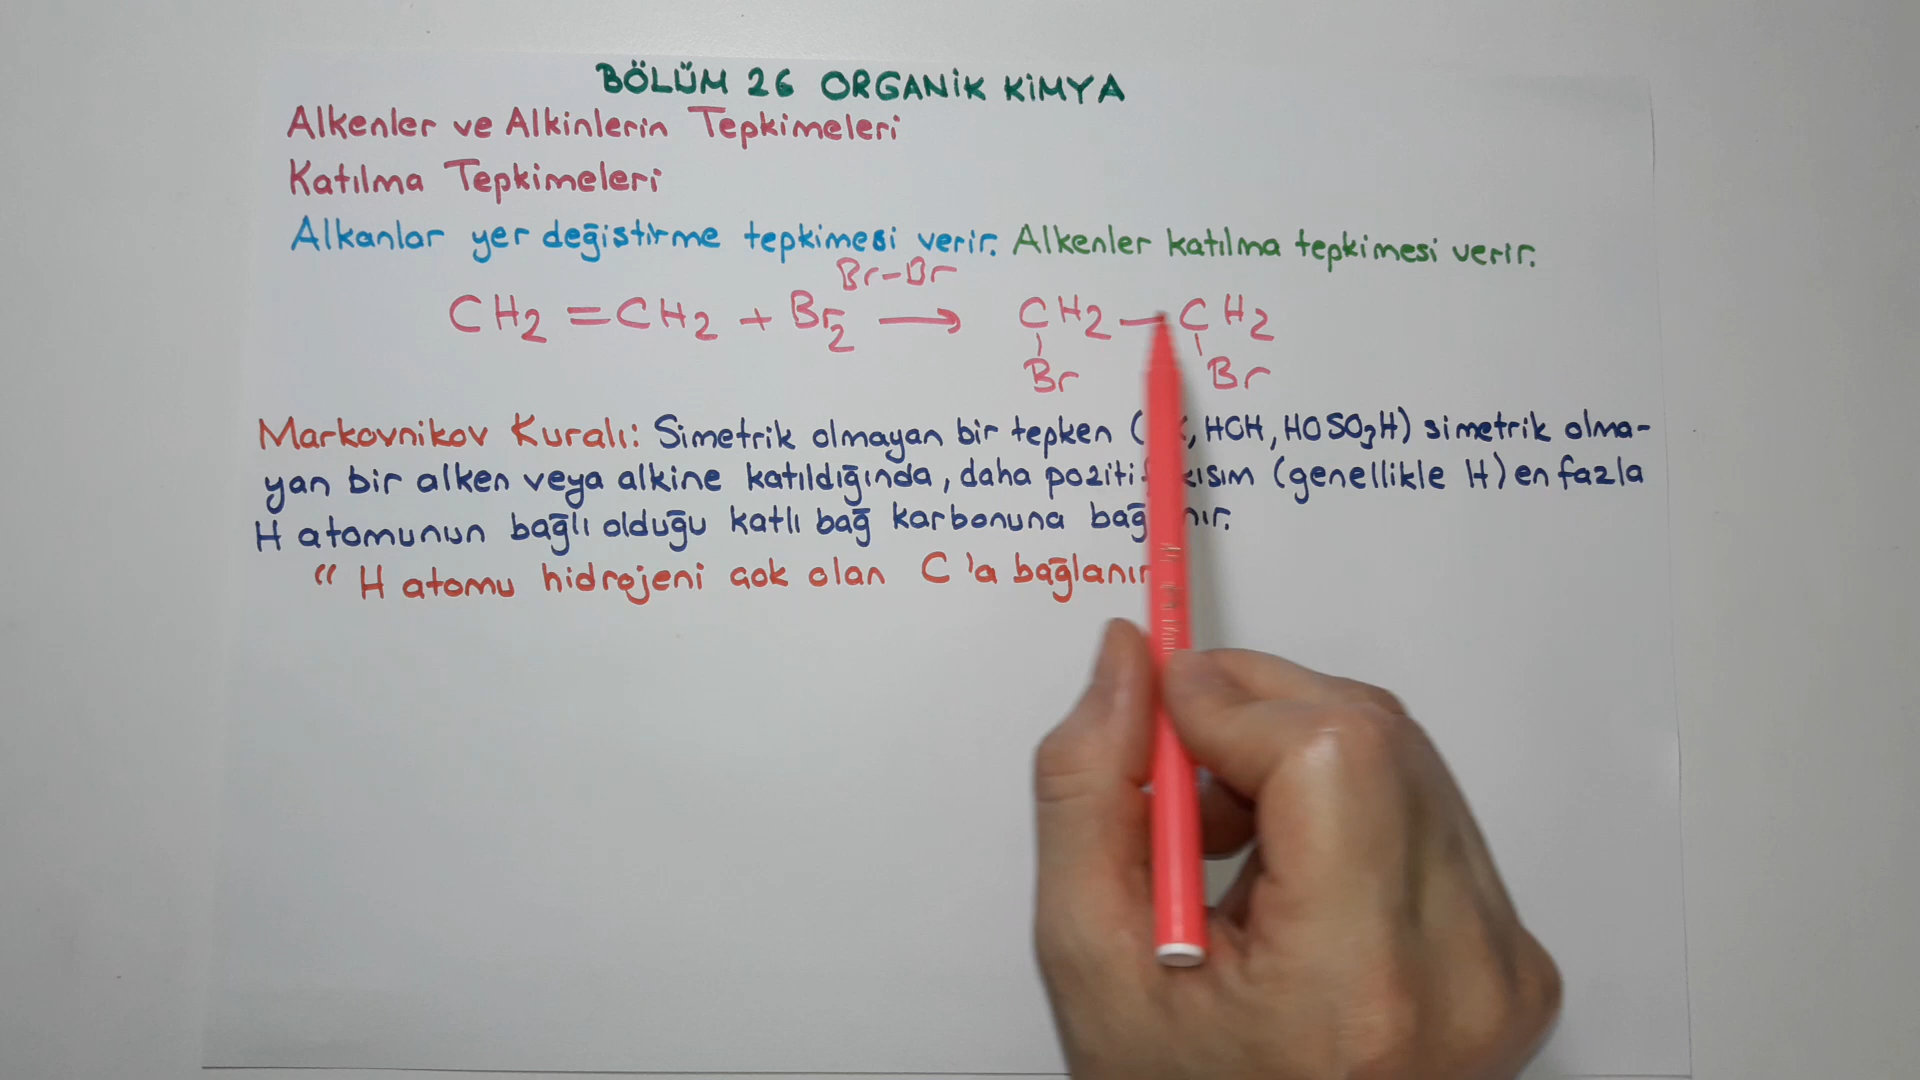 BÖLÜM 26 ORGANİK KİMYA
Alkenler ve Alkinlerin Tepkimeleri
Katılma Tepkimeleri
Alkanlar yer değiştirme tepkimesi verir. Alkenler katılma tepkimesi verir.
Br-Br
CH2=CH2 + Br2 → CH2-CH2
Br Br
Markovnikov Kuralı: Simetrik olmayan bir tepken ( , HOH, HOSO3H) simetrik olma-
yan bir alken veya alkine katıldığında, daha pozitif kısım (genellikle H) en fazla
H atomunun bağlı olduğu katlı bağ karbonuna
"H atomu hidrojeni çok olan C'a bağlanır